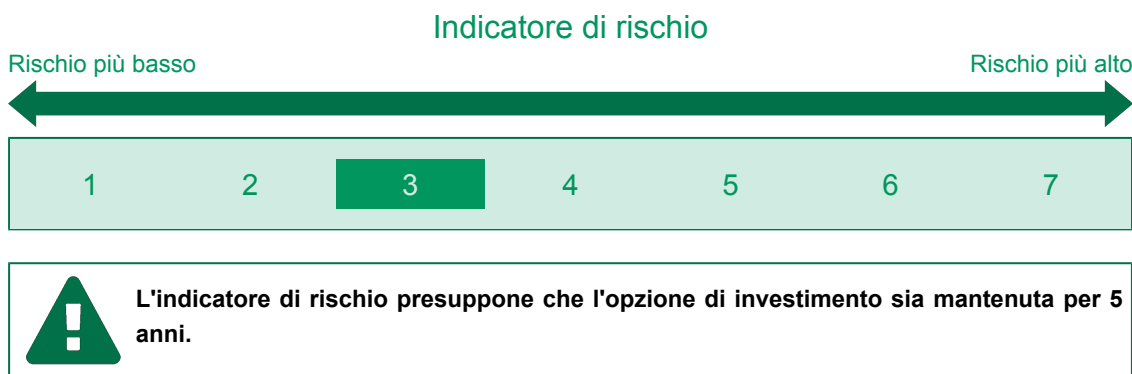 Indicatore di rischio
Rischio più basso
Rischio più alto
1 2 3 4 5 6 7
L'indicatore di rischio presuppone che l'opzione di investimento sia mantenuta per 5
anni.